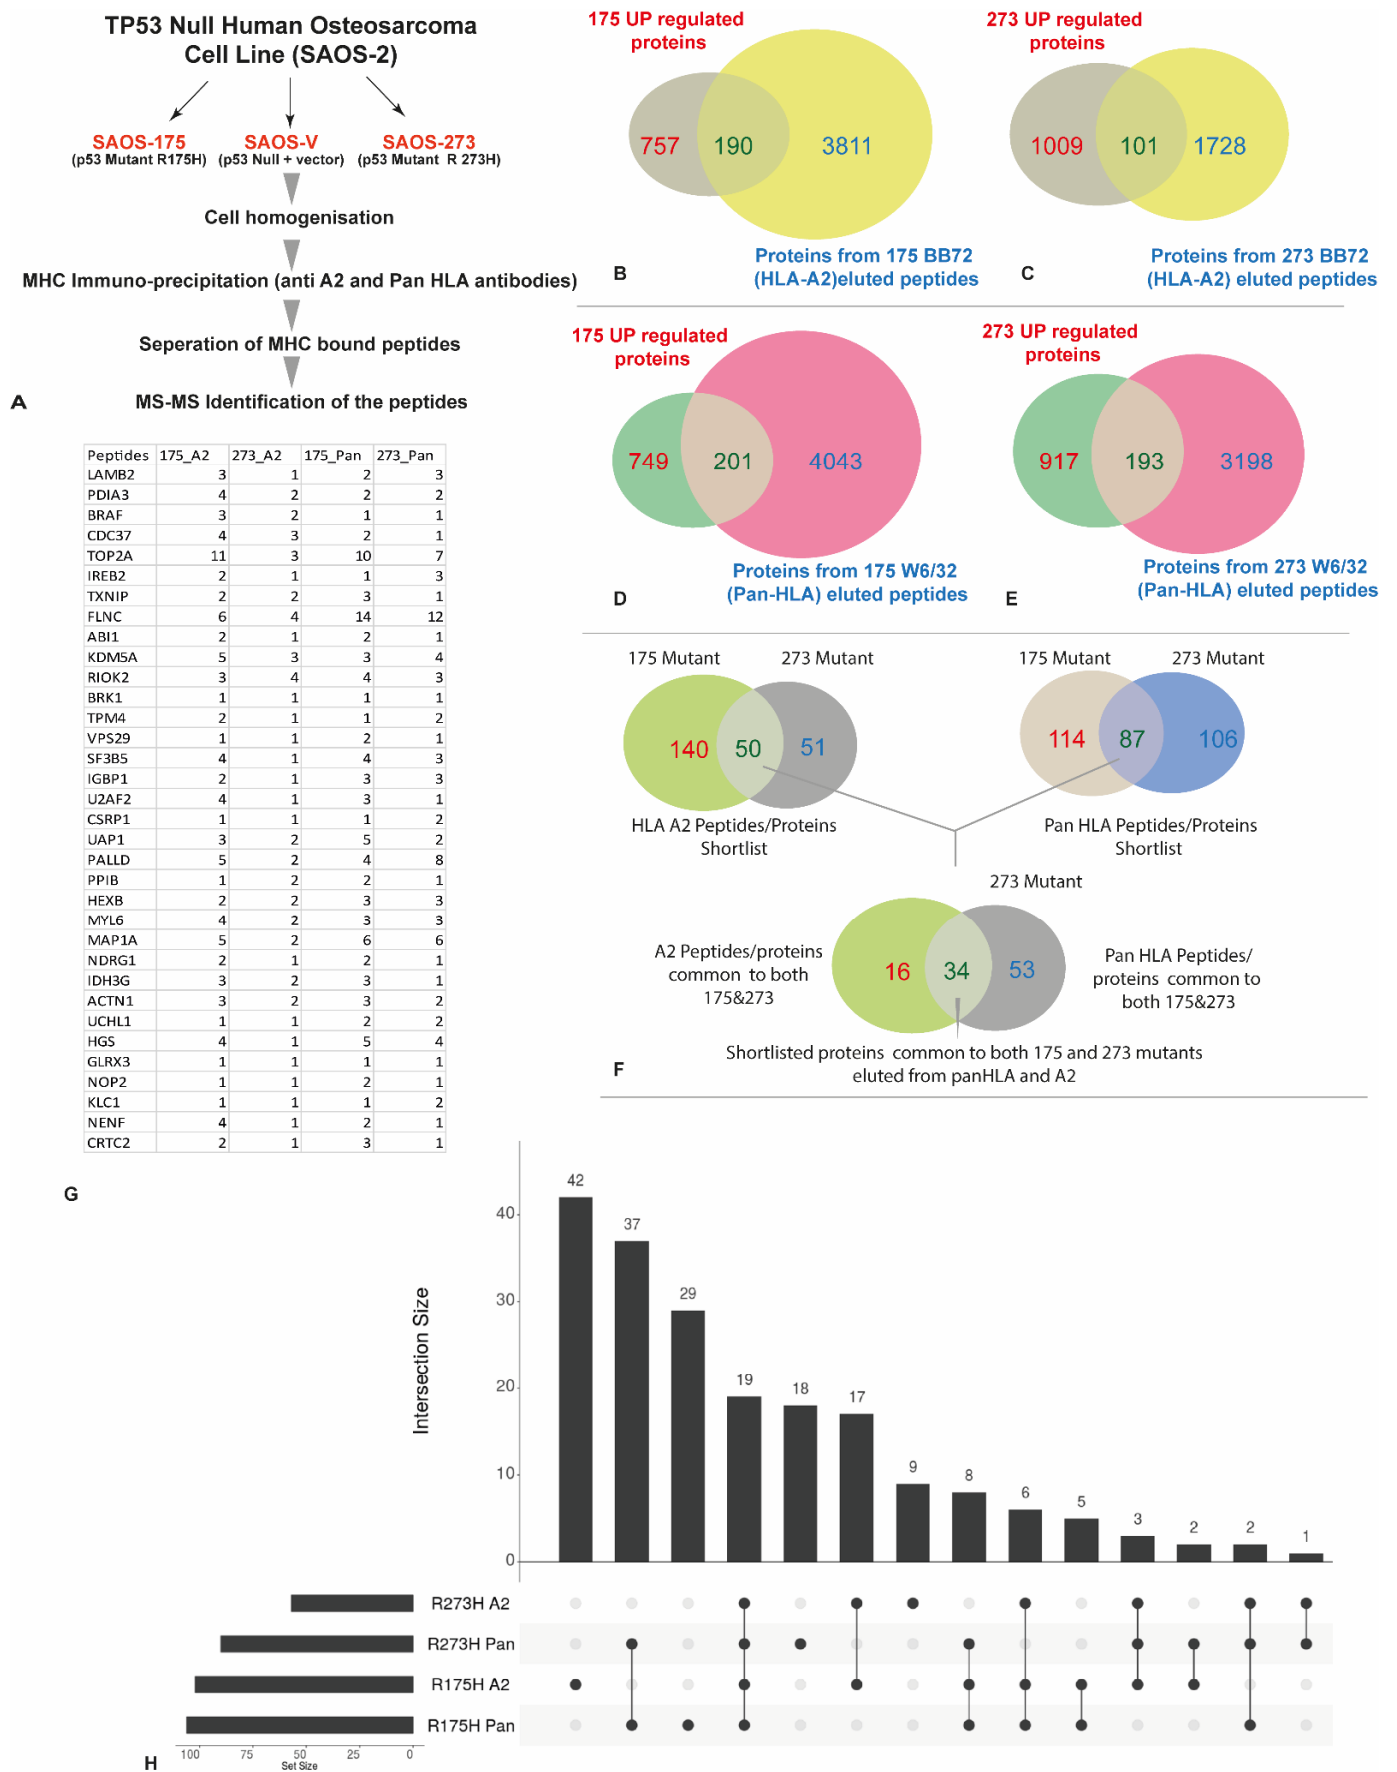 TP53 Null Human Osteosarcoma
Cell Line (SAOS-2)
SAOS-175
(p53 Mutant R175H)
SAOS-V
(p53 Null + vector)
SAOS-273
(p53 Mutant R 273H)
Cell homogenisation
MHC Immuno-precipitation (anti A2 and Pan HLA antibodies)
Seperation of MHC bound peptides
MS-MS Identification of the peptides
A
175 UP regulated
proteins
757 190 3811
Proteins from 175 BB72
(HLA-A2)eluted peptides
B
273 UP regulated
proteins
1009 101 1728
Proteins from 273 BB72
(HLA-A2) eluted peptides
C
175 UP regulated
proteins
749 201 4043
Proteins from 175 W6/32
(Pan-HLA) eluted peptides
D
273 UP regulated
proteins
917 193 3198
Proteins from 273 W6/32
(Pan-HLA) eluted peptides
E
175 Mutant 273 Mutant
140 50 51
HLA A2 Peptides/Proteins
Shortlist
175 Mutant 273 Mutant
114 87 106
Pan HLA Peptides/Proteins
Shortlist
273 Mutant
A2 Peptides/proteins
common to both
175&273
16 34 53
Pan HLA Peptides/
proteins common to
both 175&273
Shortlisted proteins common to both 175 and 273 mutants
eluted from panHLA and A2
F
Peptides 175_A2 273_A2 175_Pan 273_Pan
LAMB2 3 1 2 3
PDIA3 4 2 2 2
BRAF 3 2 1 1
CDC37 4 3 2 1
TOP2A 11 3 10 7
IREB2 2 1 1 3
TXNIP 2 2 3 1
FLNC 6 4 14 12
ABI1 2 1 2 1
KDM5A 5 3 3 4
RIOK2 3 4 4 3
BRK1 1 1 1 1
TPM4 2 1 1 2
VPS29 1 1 2 1
SF3B5 4 1 4 3
IGBP1 2 1 3 3
U2AF2 4 1 3 1
CSRP1 1 1 1 2
UAP1 3 2 5 2
PALLD 5 2 4 8
PPIB 1 2 2 1
HEXB 2 2 3 3
MYL6 4 2 3 3
MAP1A 5 2 6 6
NDRG1 2 1 2 1
IDH3G 3 2 3 1
ACTN1 3 2 3 2
UCHL1 1 1 2 2
HGS 4 1 5 4
GLRX3 1 1 1 1
NOP2 1 1 2 1
KLC1 1 1 1 2
NENF 4 1 2 1
CRTC2 2 1 3 1
G
Intersection Size
40
30
20
10
0
42 37 29 19 18 17 9 8 6 5 3 2 2 1
R273H A2
R273H Pan
R175H A2
R175H Pan
100 75 50 25 0
Set Size
H